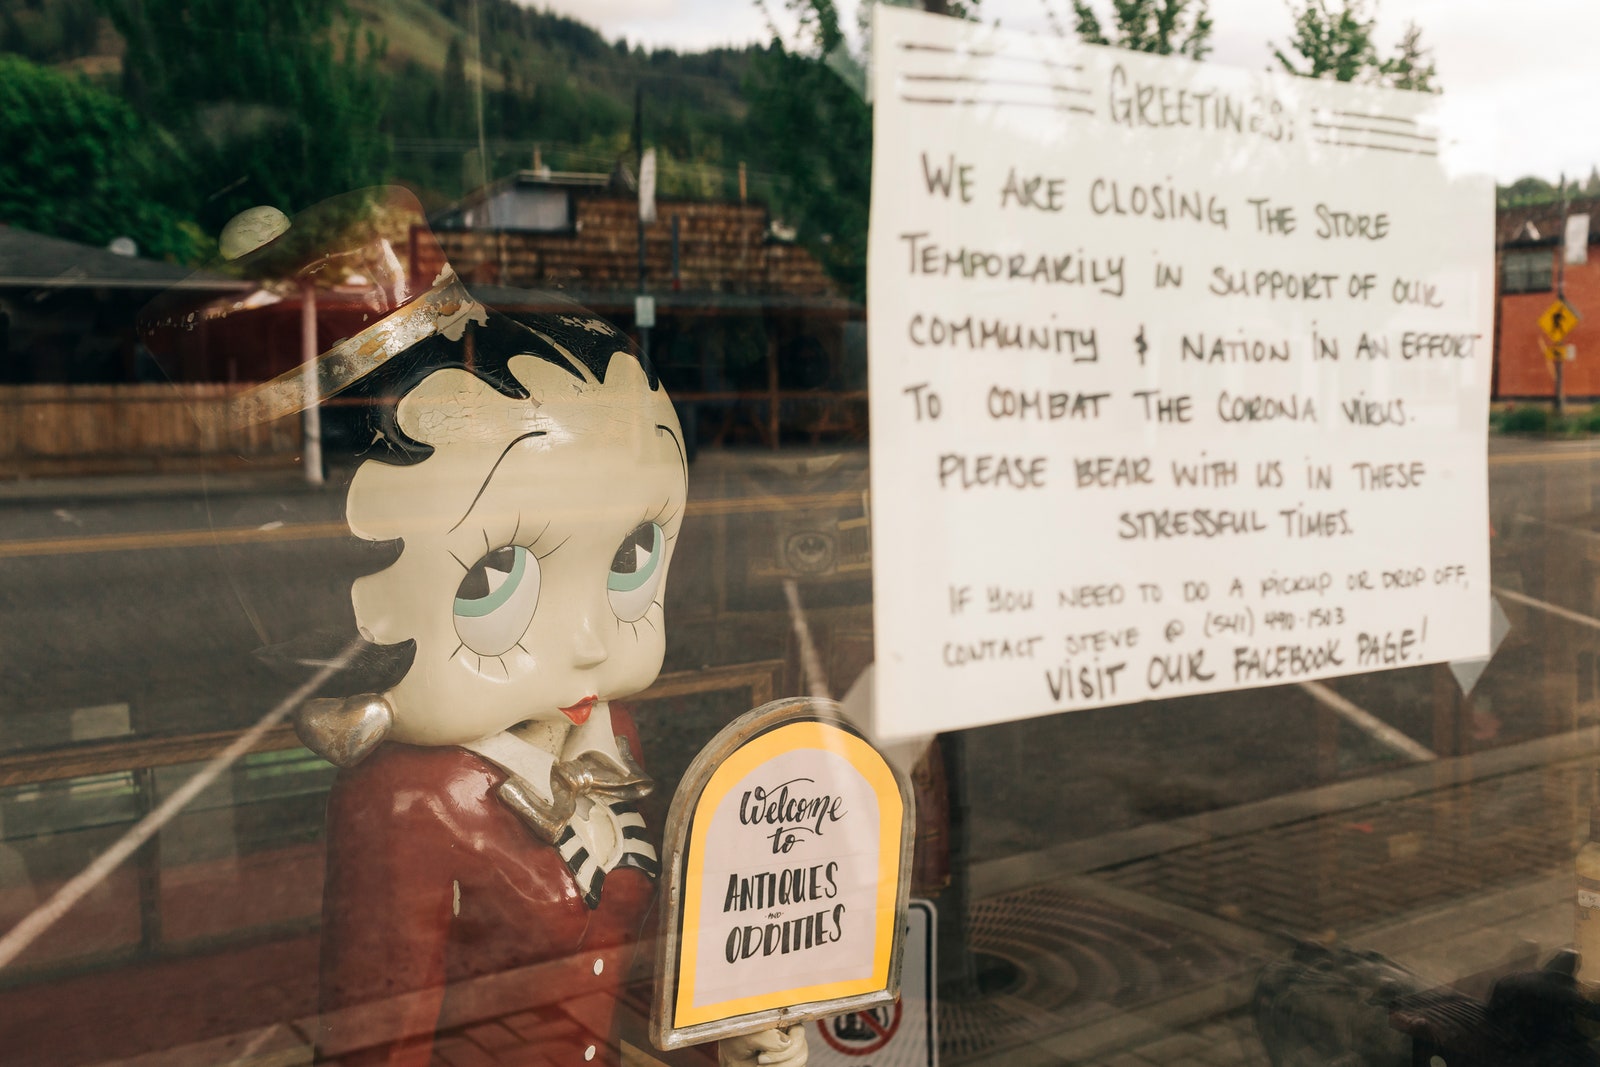 GREETINGS:
WE ARE CLOSING THE STORE
TEMPORARILY IN SUPPORT OF OUR
COMMUNITY & NATION IN AN EFFORT
TO COMBAT THE CORONA VIRUS.
PLEASE BEAR WITH US IN THESE
STRESSFUL TIMES.
IF YOU NEED TO DO A PICKUP OR DROP OFF,
CONTACT STEVE @ (541) 490-1503
VISIT OUR FACEBOOK PAGE!
Welcome
to
ANTIQUES
-AND-
ODDITIES